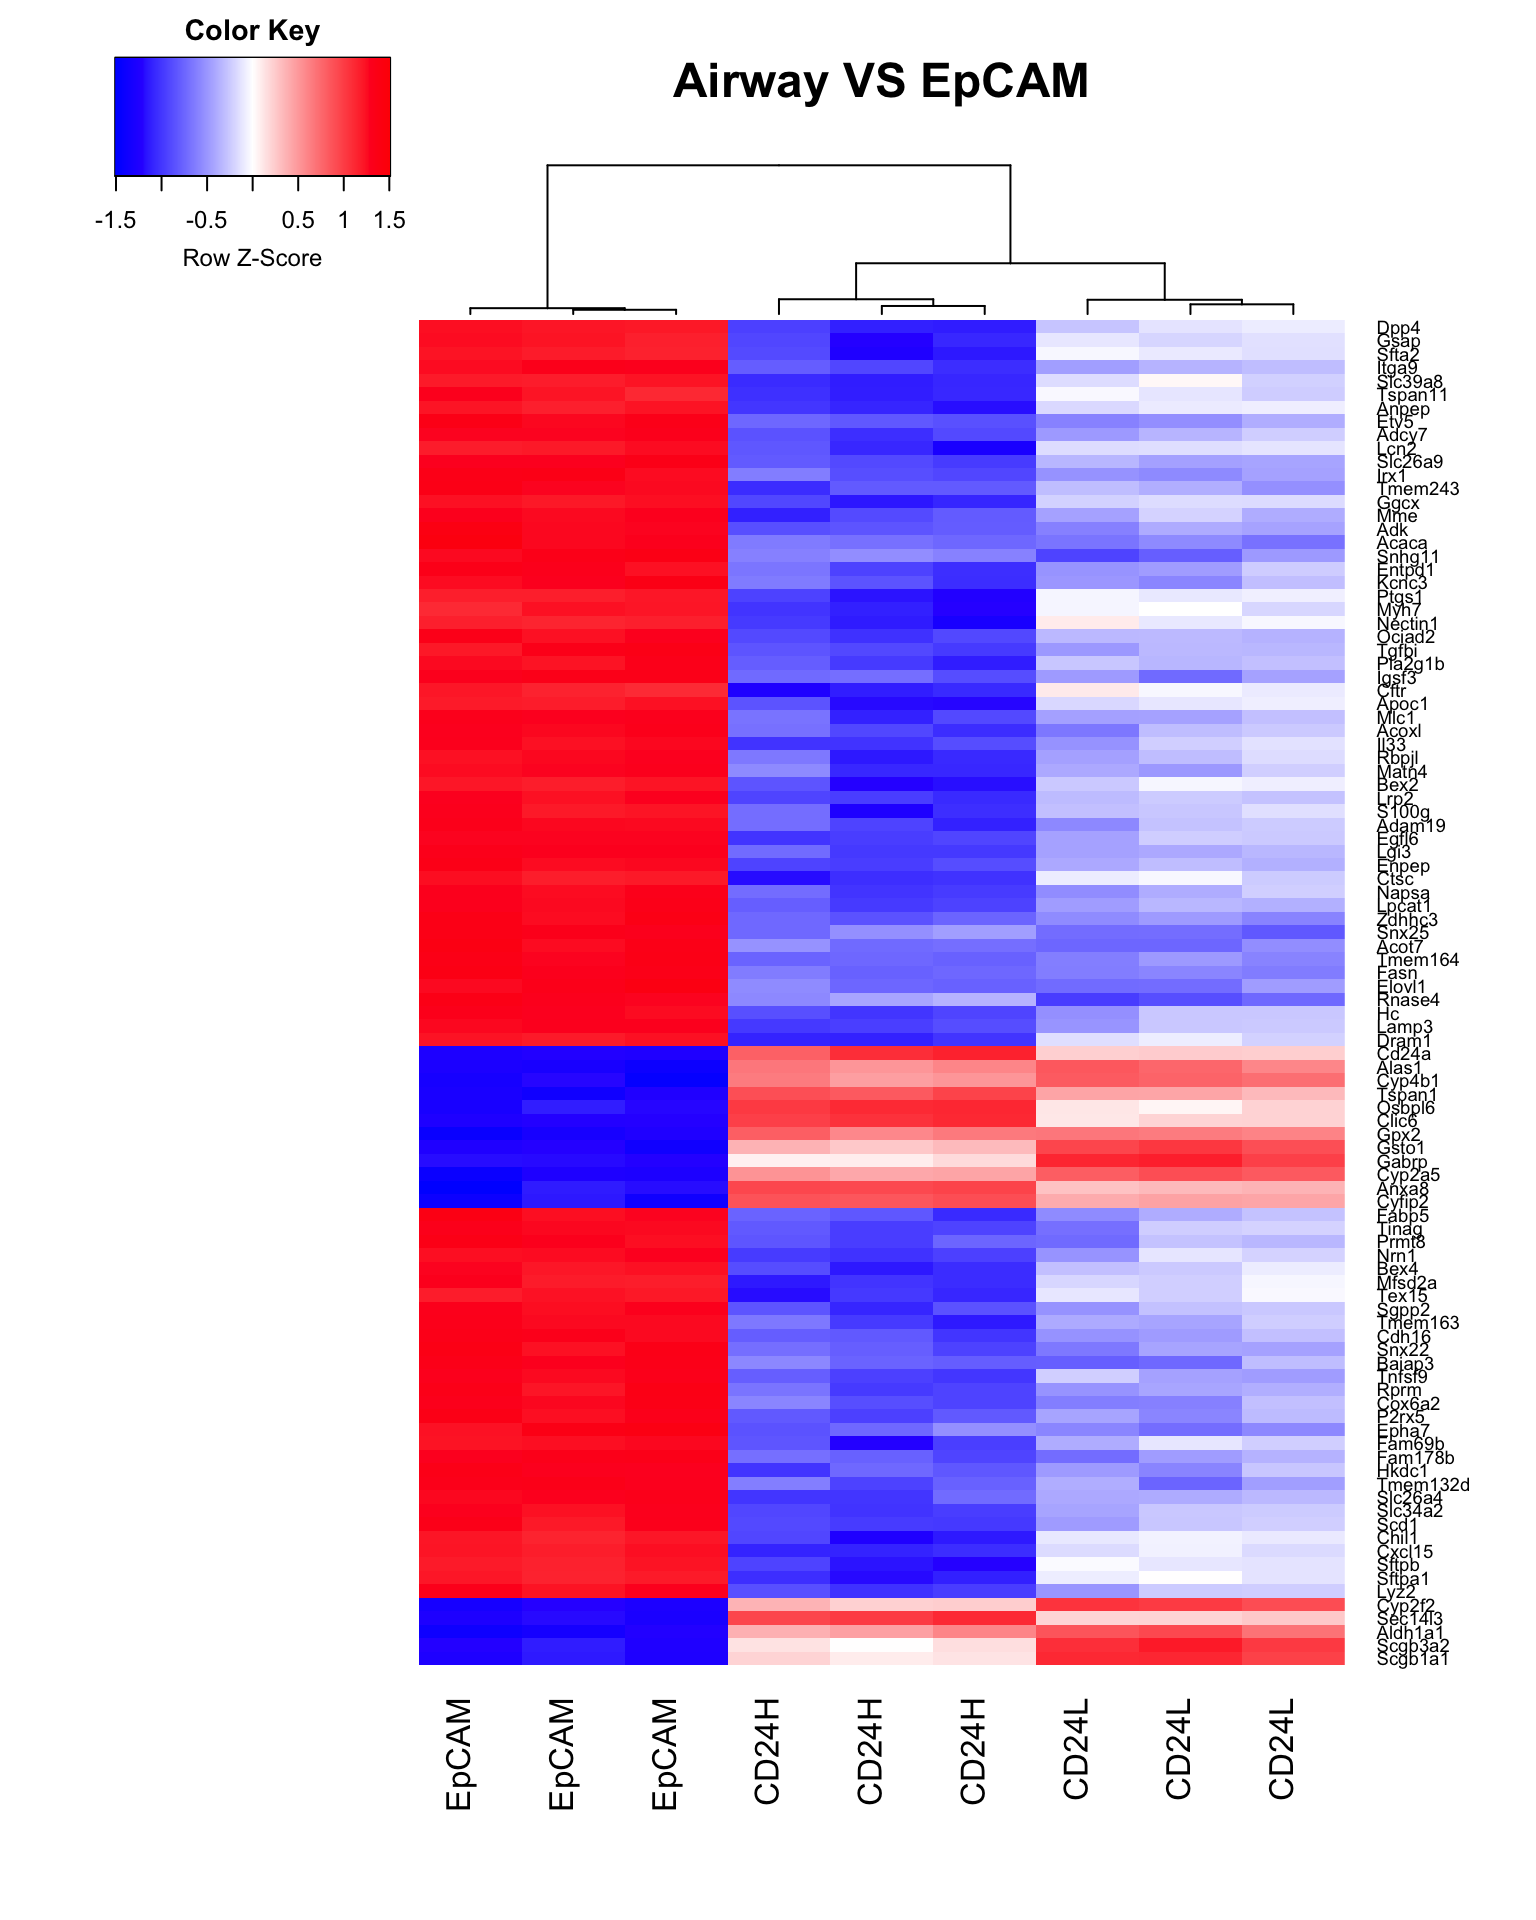 Color Key
Airway VS EpCAM
-1.5 -0.5 0.5 1 1.5
Row Z-Score
Dpp4
Gsap
Sfta2
Itga9
Slc39a8
Tspan11
Anpep
Etv5
Adcy7
Lcn2
Slc26a9
Irx1
Tmem243
Ggcx
Mme
Adk
Acaca
Snhg11
Entpd1
Kcnc3
Ptgs1
Myh7
Nectin1
Ociad2
Tgfbi
Pla2g1b
Igsf3
Cftr
Apoc1
Mlc1
Acoxl
Il33
Rbpjl
Matn4
Bex2
Lrp2
S100g
Adam19
Egfl6
Lgi3
Enpep
Ctsc
Napsa
Lpcat1
Zdhhc3
Snx25
Acot7
Tmem164
Fasn
Elovl1
Rnase4
Hc
Lamp3
Dram1
Cd24a
Alas1
Cyp4b1
Tspan1
Osbpl6
Clic6
Gpx2
Gsto1
Gabrp
Cyp2a5
Anxa8
Cyfip2
Fabp5
Tinag
Prmt8
Nrn1
Bex4
Mfsd2a
Tex15
Sgpp2
Tmem163
Cdh16
Snx22
Baiap3
Tnfsf9
Rprm
Cox6a2
P2rx5
Epha7
Fam69b
Fam178b
Hkdc1
Tmem132d
Slc26a4
Slc34a2
Scd1
Chil1
Cxcl15
Sftpb
Sftpa1
Lyz2
Cyp2f2
Sec14l3
Aldh1a1
Scgb3a2
Scgb1a1
EpCAM
EpCAM
EpCAM
CD24H
CD24H
CD24H
CD24L
CD24L
CD24L